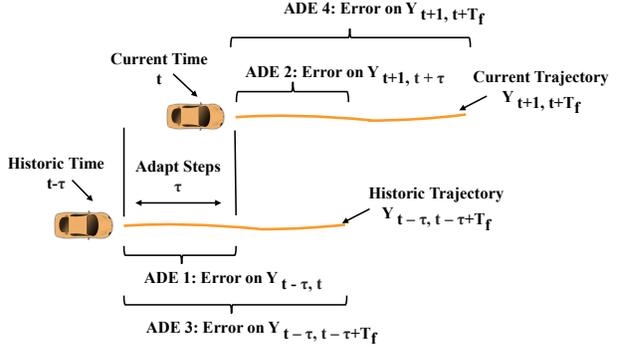 ADE 4: Error on Y t+1, t+Tf
Current Time
t
ADE 2: Error on Y t+1, t + τ
Current Trajectory
Y t+1, t+Tf
Historic Time
t-τ
Adapt Steps
τ
Historic Trajectory
Y t – τ, t – τ+Tf
ADE 1: Error on Y t - τ, t
ADE 3: Error on Y t – τ, t – τ+Tf